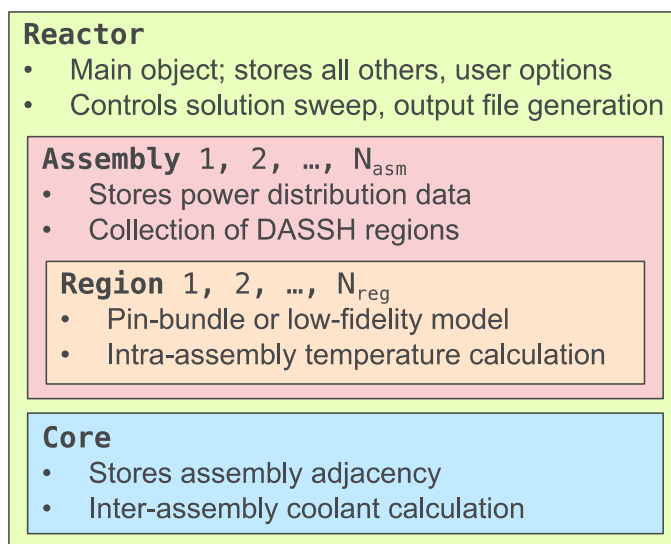 Reactor
• Main object; stores all others, user options
• Controls solution sweep, output file generation
Assembly 1, 2, …, Nasm
• Stores power distribution data
• Collection of DASSH regions
Region 1, 2, …, Nreg
• Pin-bundle or low-fidelity model
• Intra-assembly temperature calculation
Core
• Stores assembly adjacency
• Inter-assembly coolant calculation